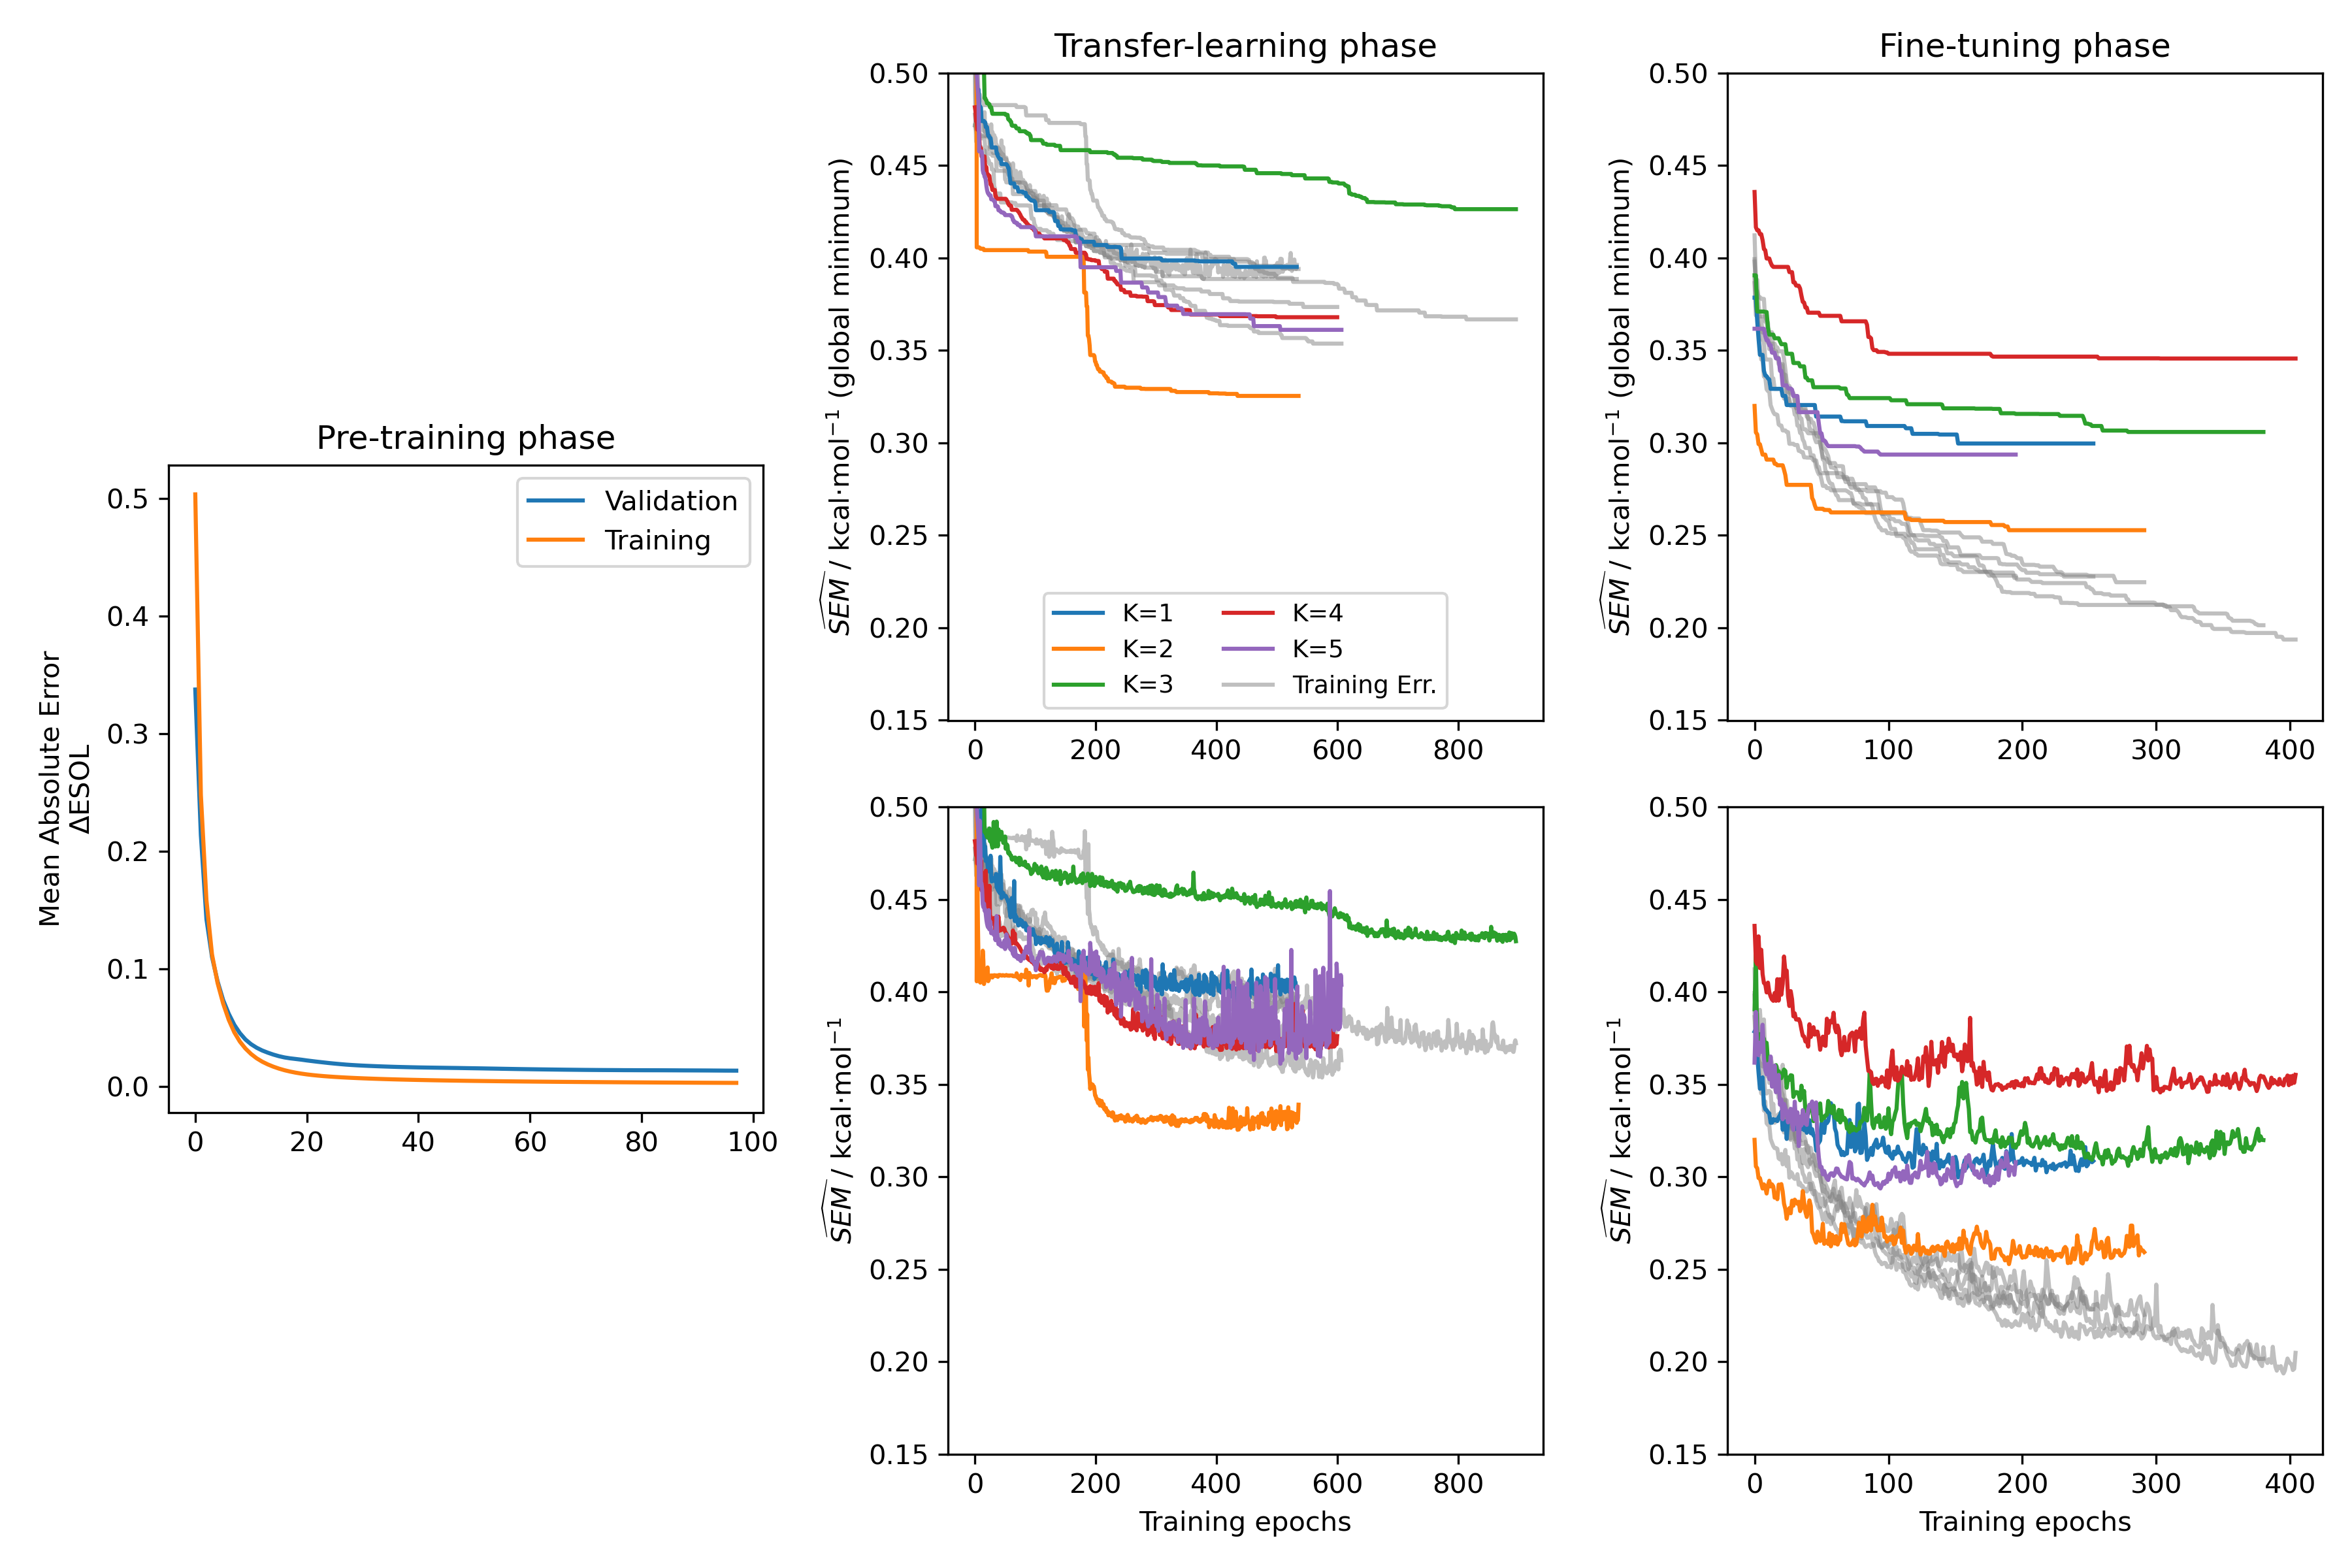 Pre-training phase
Mean Absolute Error
ΔESOL
0.5
0.4
0.3
0.2
0.1
0.0
0 20 40 60 80 100
Validation
Training
Transfer-learning phase
SEM / kcal·mol⁻¹ (global minimum)
0.50
0.45
0.40
0.35
0.30
0.25
0.20
0.15
0 200 400 600 800
K=1
K=2
K=3
K=4
K=5
Training Err.
Fine-tuning phase
SEM / kcal·mol⁻¹ (global minimum)
0.50
0.45
0.40
0.35
0.30
0.25
0.20
0.15
0 100 200 300 400
SEM / kcal·mol⁻¹
0.50
0.45
0.40
0.35
0.30
0.25
0.20
0.15
0 200 400 600 800
Training epochs
SEM / kcal·mol⁻¹
0.50
0.45
0.40
0.35
0.30
0.25
0.20
0.15
0 100 200 300 400
Training epochs